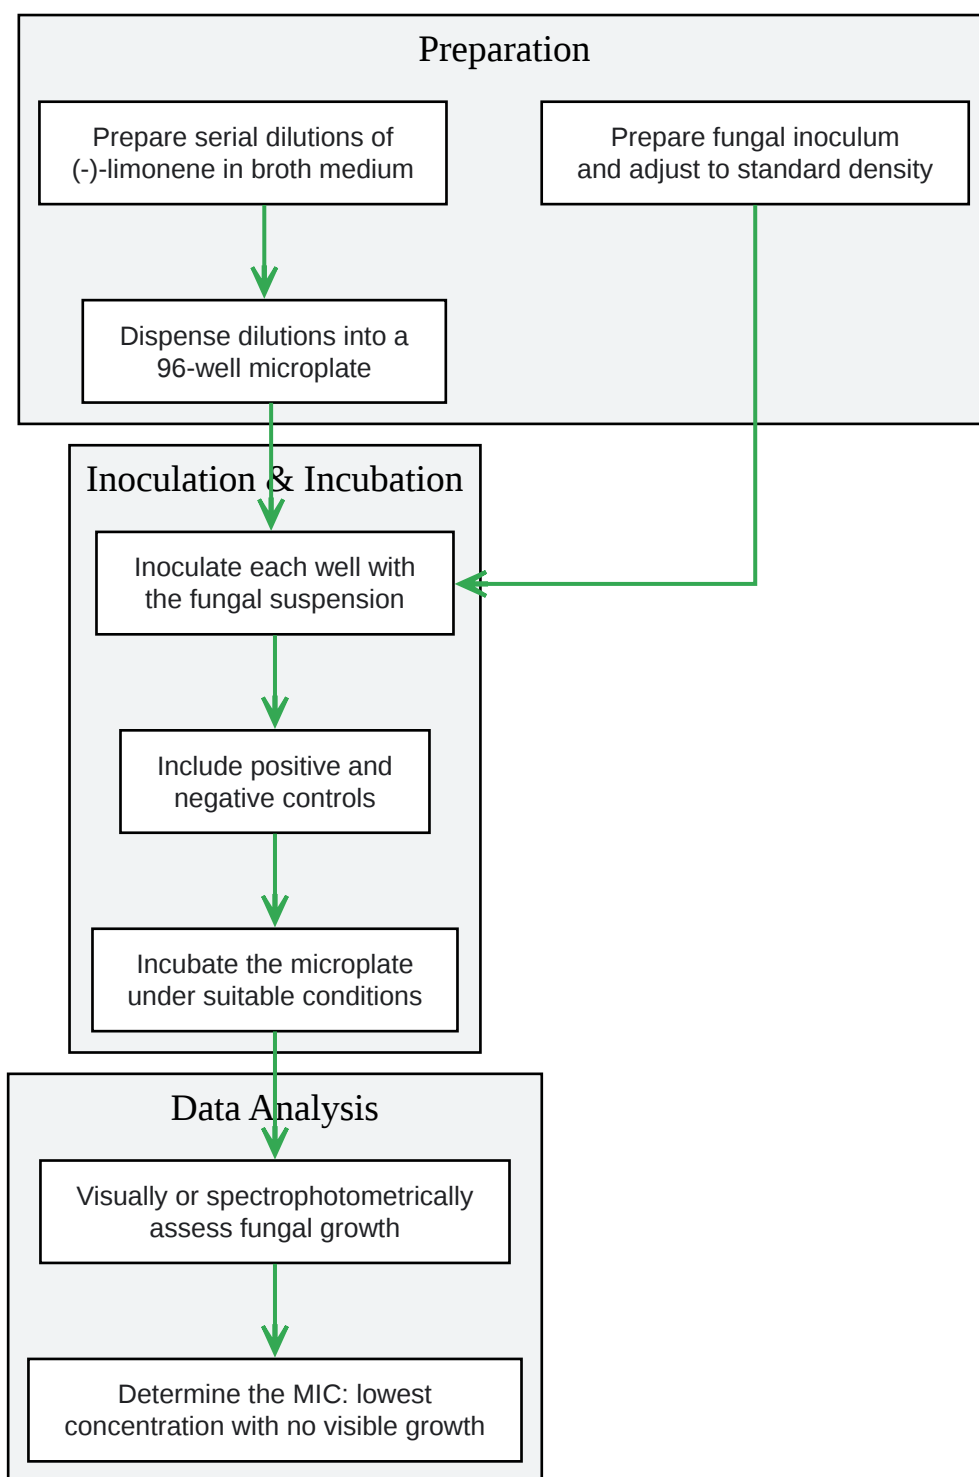 Preparation
Prepare serial dilutions of
(-)-limonene in broth medium
Prepare fungal inoculum
and adjust to standard density
Dispense dilutions into a
96-well microplate
Inoculation & Incubation
Inoculate each well with
the fungal suspension
Include positive and
negative controls
Incubate the microplate
under suitable conditions
Data Analysis
Visually or spectrophotometrically
assess fungal growth
Determine the MIC: lowest
concentration with no visible growth